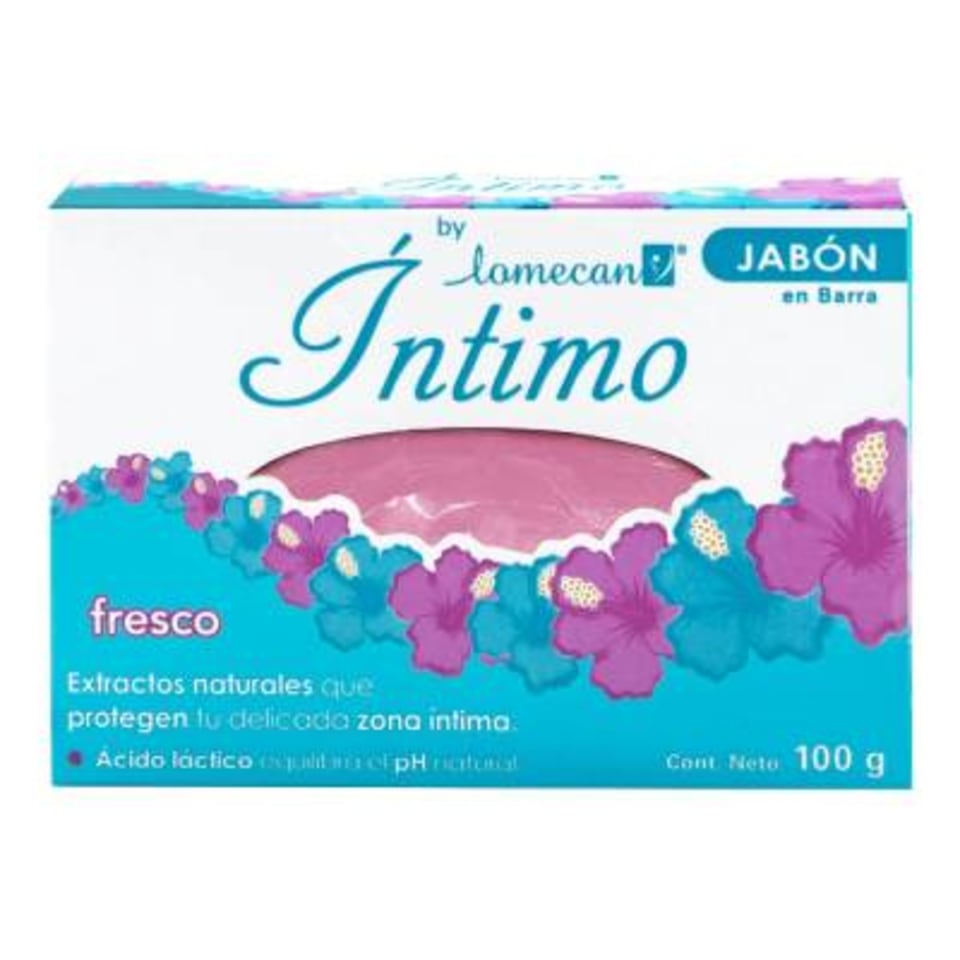 Íntimo
by
lomecan®
Íntimo
JABÓN
en Barra
fresco
Extractos naturales que
protegen tu delicada zona íntima.
Ácido láctico equilibra el pH natural
Cont. Neto 100 g